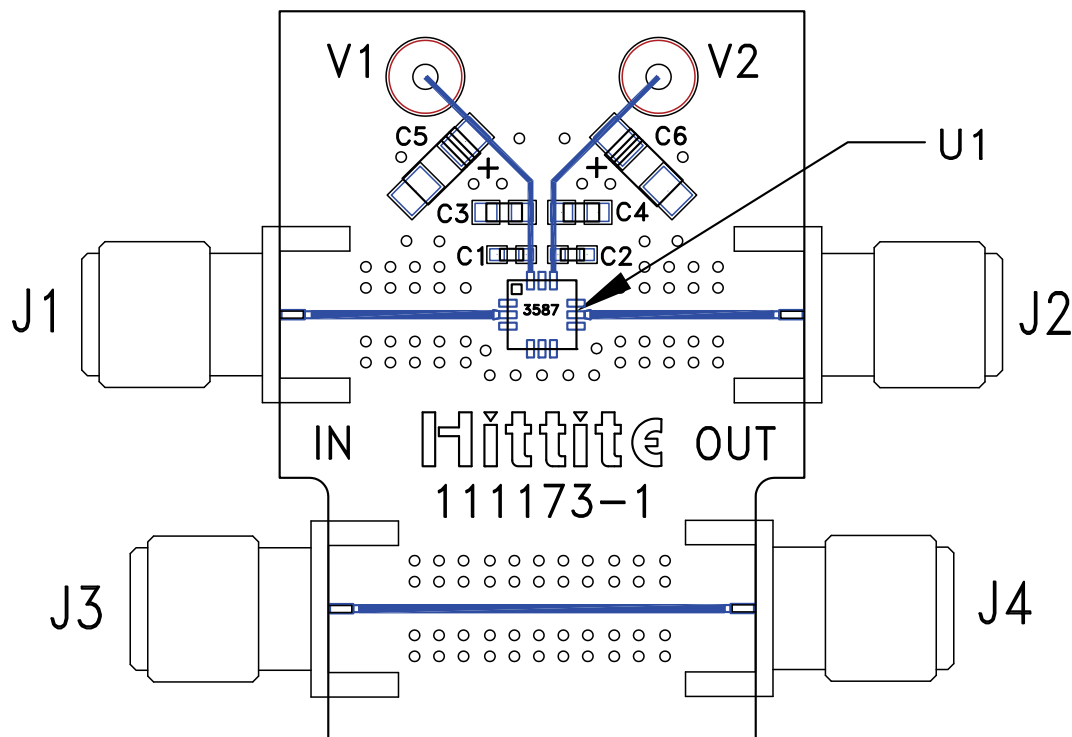 V1
V2
C5
C6
U1
+
+
C3
C4
C1
C2
J1
3587
J2
IN
Hittite
OUT
111173-1
J3
J4